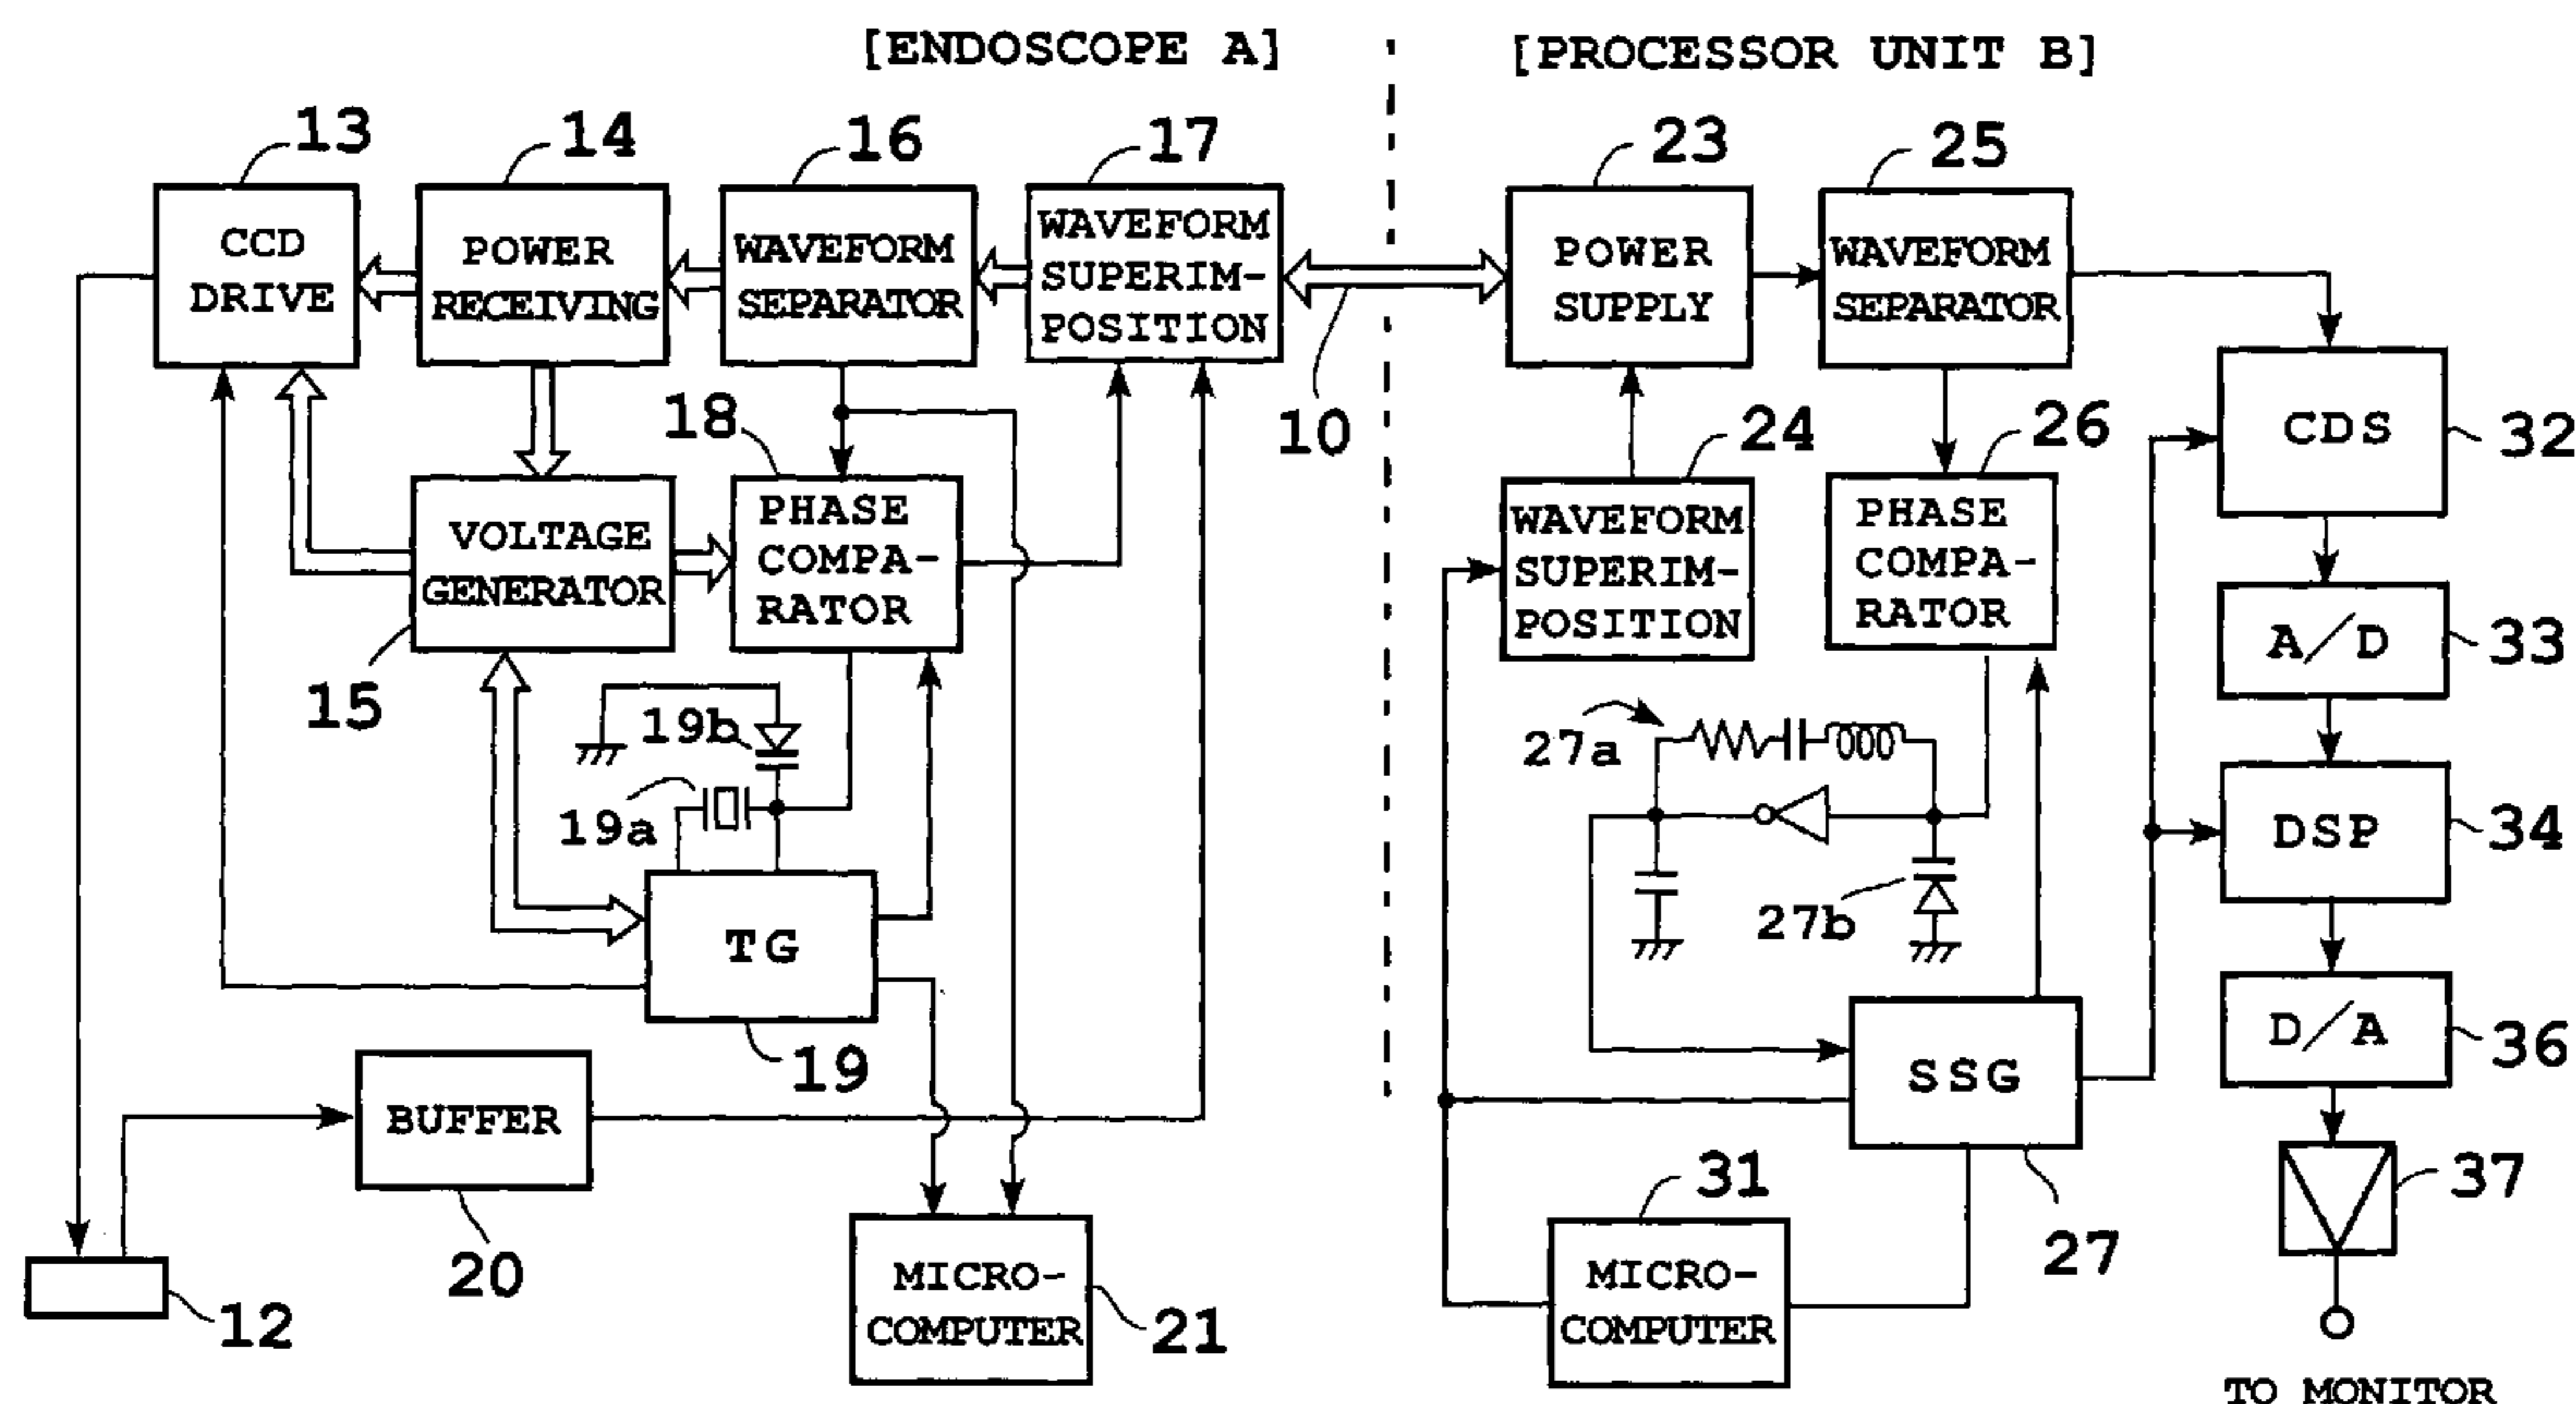 [ENDOSCOPE A]
[PROCESSOR UNIT B]
13
14
16
17
23
25
CCD
DRIVE
POWER
RECEIVING
WAVEFORM
SEPARATOR
WAVEFORM
SUPERIM-
POSITION
POWER
SUPPLY
WAVEFORM
SEPARATOR
10
18
24
26
CDS
32
VOLTAGE
GENERATOR
15
PHASE
COMPA-
RATOR
WAVEFORM
SUPERIM-
POSITION
PHASE
COMPA-
RATOR
A/D
33
19b
19a
27a
27b
DSP
34
TG
19
SSG
27
D/A
36
BUFFER
20
12
MICRO-
COMPUTER
21
31
MICRO-
COMPUTER
37
TO MONITOR